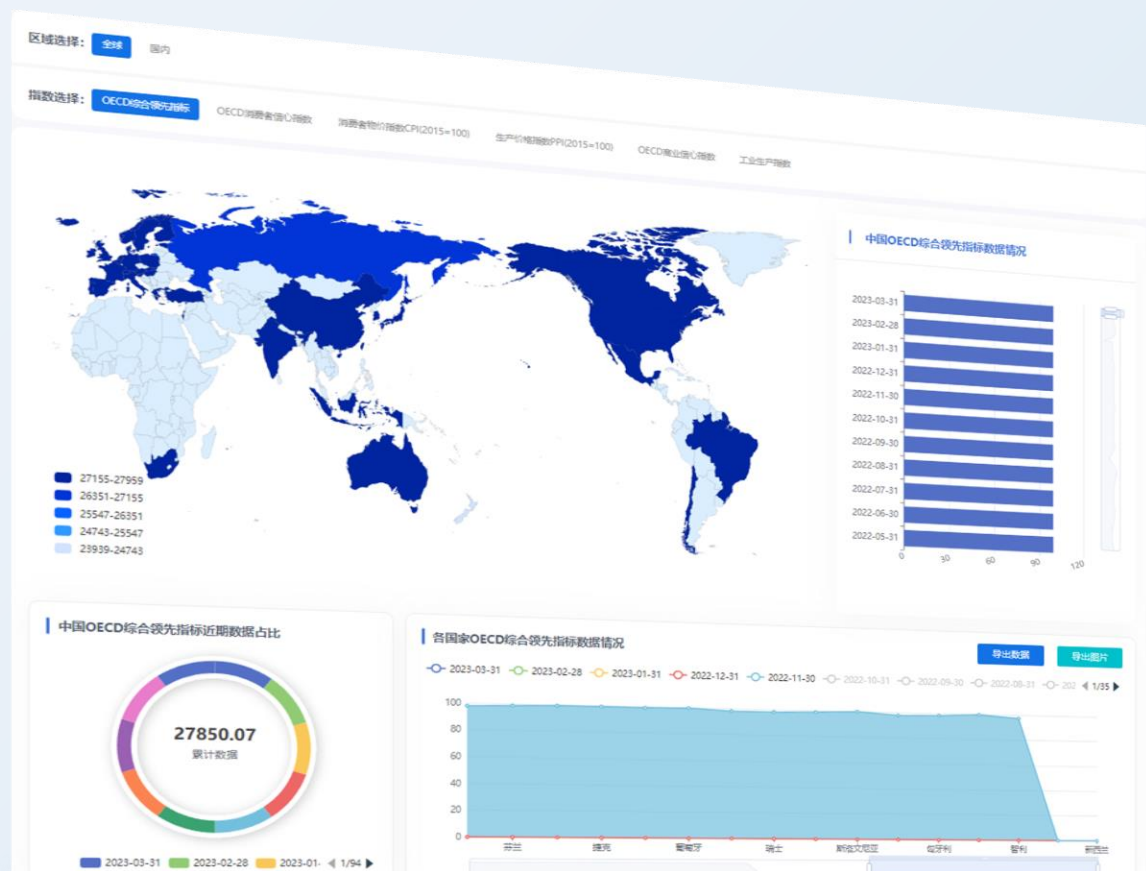 区域选择： 全球 国内
指数选择： OECD综合领先指标 OECD消费者信心指数 消费者物价指数CPI(2015=100) 生产价格指数PPI(2015=100) OECD商业信心指数 工业生产指数
27155-27959
26351-27155
25547-26351
24743-25547
23939-24743
中国OECD综合领先指标数据情况
2023-03-31
2023-02-28
2023-01-31
2022-12-31
2022-11-30
2022-10-31
2022-09-30
2022-08-31
2022-07-31
2022-06-30
2022-05-31
0 30 60 90 120
中国OECD综合领先指标近期数据占比
27850.07
累计数据
2023-03-31 2023-02-28 2023-01- 1/94
各国家OECD综合领先指标数据情况
导出数据 导出图片
2023-03-31 2023-02-28 2023-01-31 2022-12-31 2022-11-30 2022-10-31 2022-09-30 2022-08-31 202 1/35
100
80
60
40
20
0
芬兰 捷克 葡萄牙 瑞士 斯洛文尼亚 匈牙利 智利 新西兰